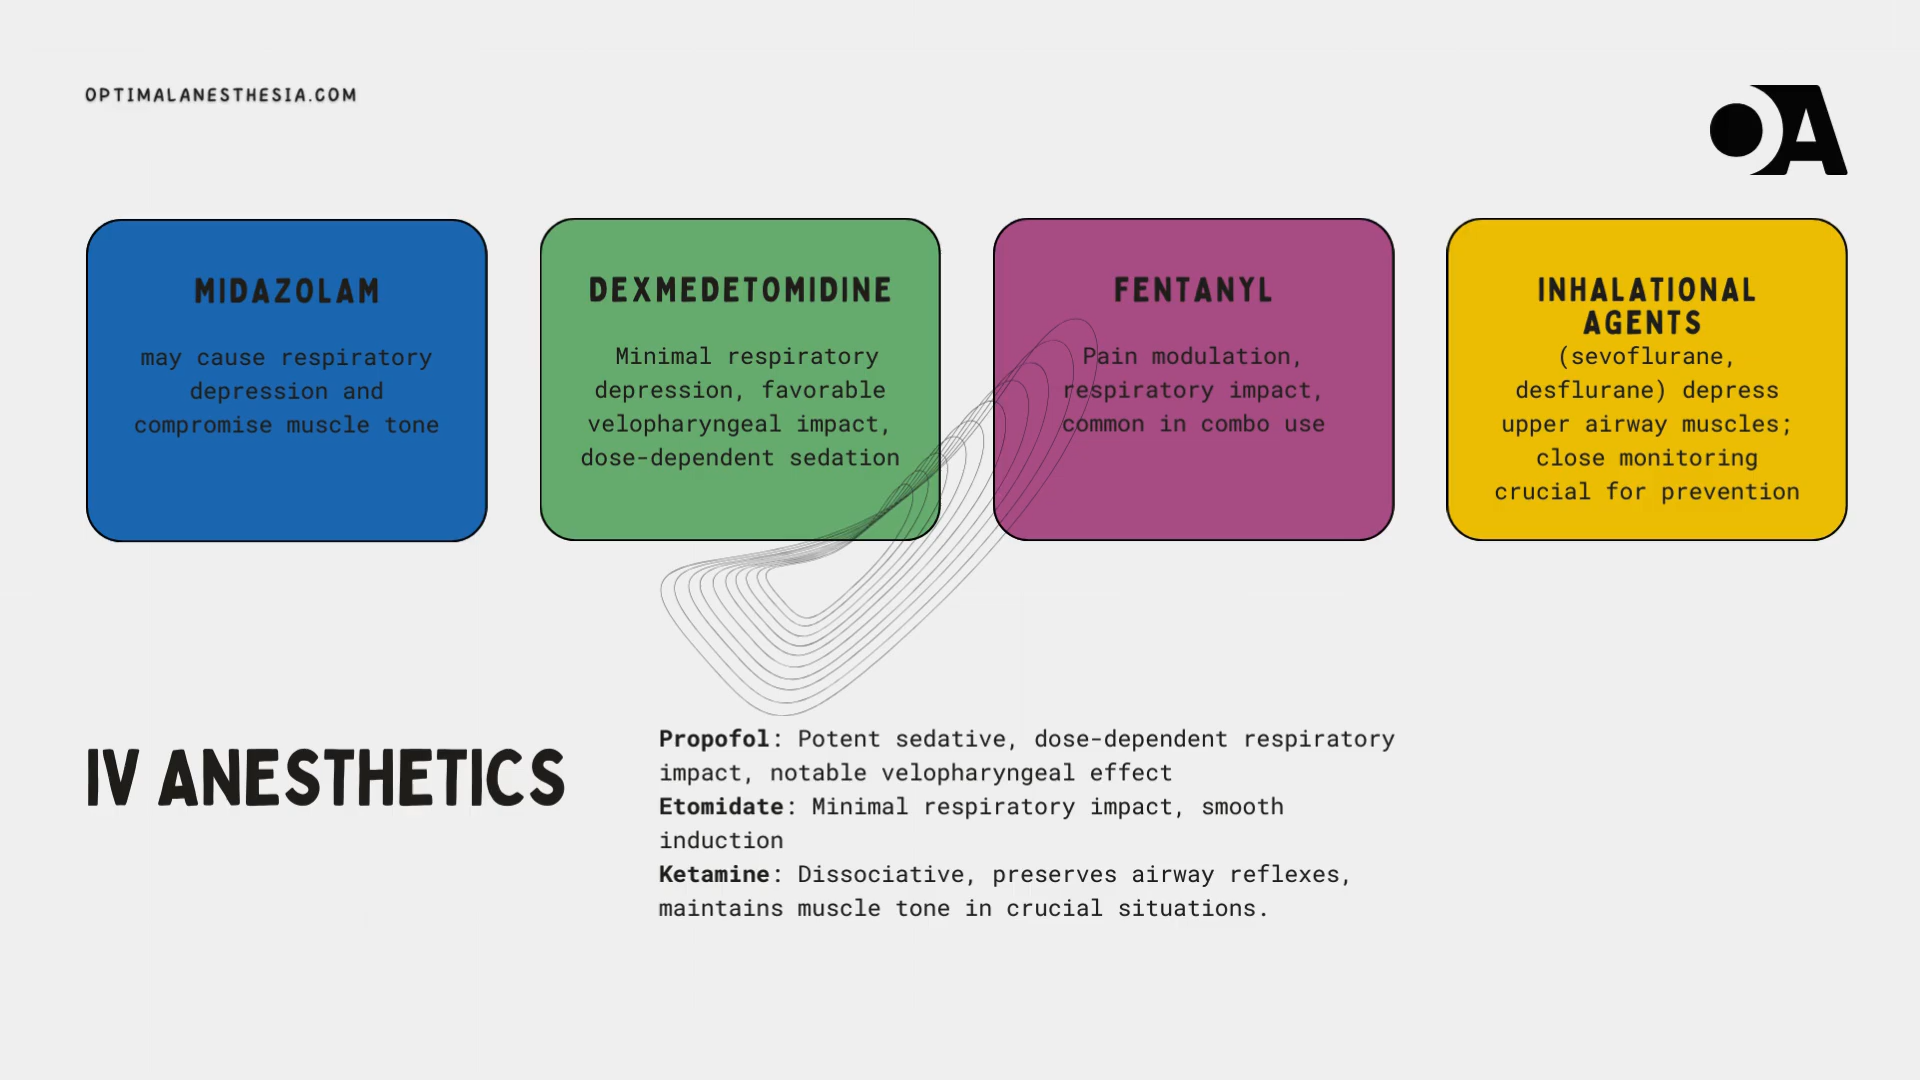 OPTIMALANESTHESIA.COM
OA
MIDAZOLAM
may cause respiratory
depression and
compromise muscle tone
DEXMEDETOMIDINE
Minimal respiratory
depression, favorable
velopharyngeal impact,
dose-dependent sedation
FENTANYL
Pain modulation,
respiratory impact,
common in combo use
INHALATIONAL
AGENTS
(sevoflurane,
desflurane) depress
upper airway muscles;
close monitoring
crucial for prevention
IV ANESTHETICS
Propofol: Potent sedative, dose-dependent respiratory
impact, notable velopharyngeal effect
Etomidate: Minimal respiratory impact, smooth
induction
Ketamine: Dissociative, preserves airway reflexes,
maintains muscle tone in crucial situations.